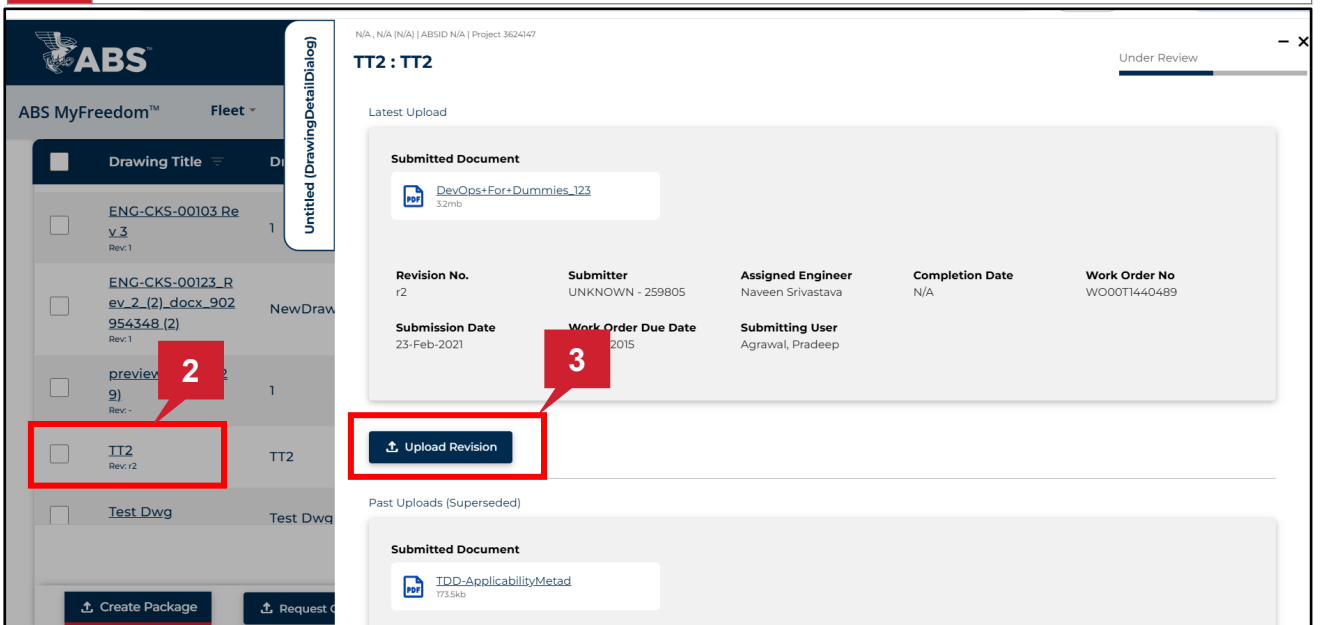 ABS™
ABS MyFreedom™
Fleet
Drawing Title
ENG-CKS-00103 Re
v 3
Rev: 1
1
ENG-CKS-00123_R
ev_2_(2)_docx_902
954348 (2)
Rev: 1
NewDraw
preview
9)
Rev: -
1
2
TT2
Rev: r2
TT2
Test Dwg
Test Dwg
Create Package
Request
Untitled (DrawingDetailDialog)
N/A , N/A (N/A) | ABSID N/A | Project 3624147
TT2 : TT2
Under Review
Latest Upload
Submitted Document
PDF
DevOps+For+Dummies_123
3.2mb
Revision No.
r2
Submitter
UNKNOWN - 259805
Assigned Engineer
Naveen Srivastava
Completion Date
N/A
Work Order No
WO00T1440489
Submission Date
23-Feb-2021
Work Order Due Date
2015
Submitting User
Agrawal, Pradeep
3
Upload Revision
Past Uploads (Superseded)
Submitted Document
PDF
TDD-ApplicabilityMetad
173.5kb